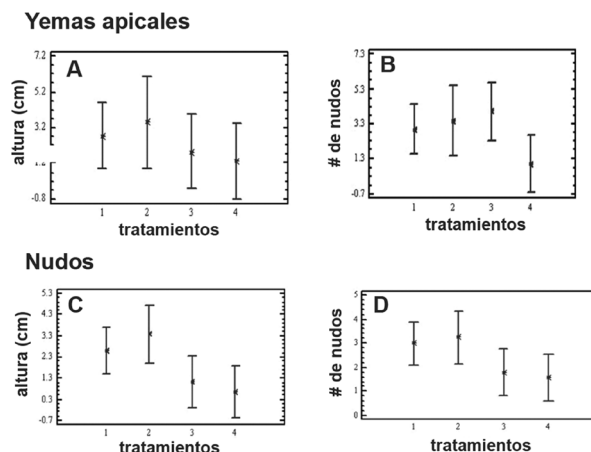 Yemas apicales
A
altura (cm)
7.2
5.2
3.2
-0.8
1 2 3 4
tratamientos
B
# de nudos
7.3
5.3
3.3
1.3
-0.7
1 2 3 4
tratamientos
Nudos
C
altura (cm)
5.3
4.3
3.3
2.3
1.3
0.3
-0.7
1 2 3 4
tratamientos
D
# de nudos
5
4
3
2
1
0
1 2 3 4
tratamientos